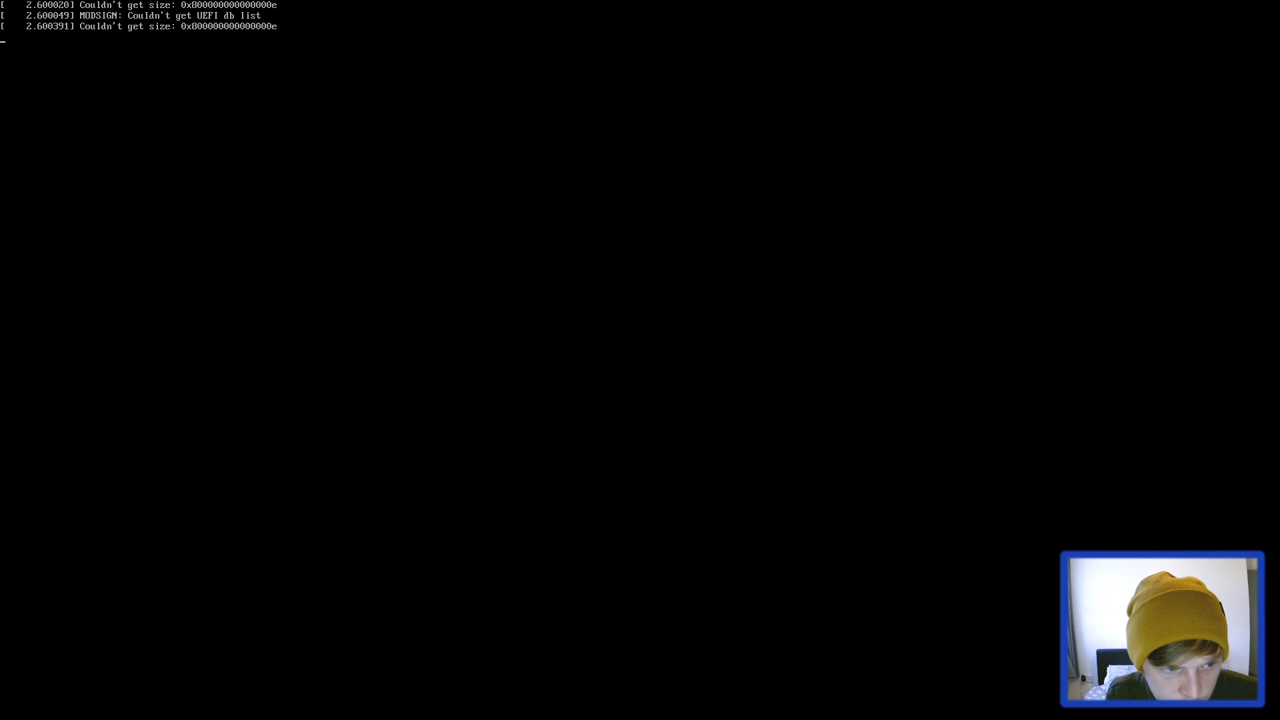 [    2.600020] Couldn't get size: 0x800000000000000e
[    2.600049] MODSIGN: Couldn't get UEFI db list
[    2.600391] Couldn't get size: 0x800000000000000e